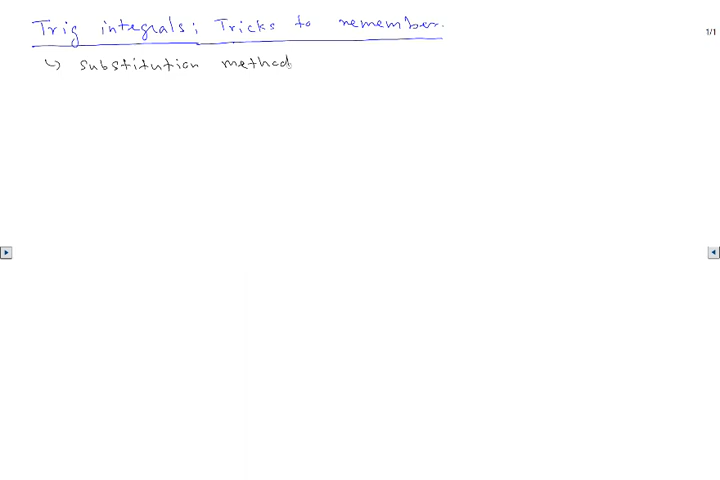 Trig integrals; Tricks to remember.
1/1
↳ substitution method